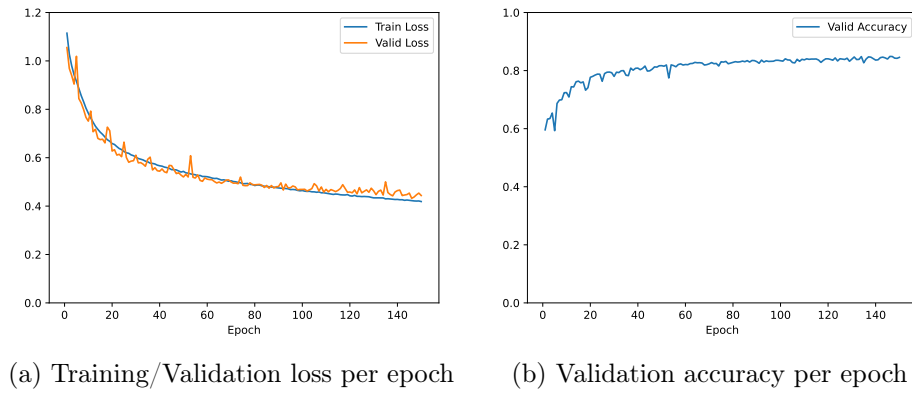 1.2
1.0
0.8
0.6
0.4
0.2
0.0
0 20 40 60 80 100 120 140
Epoch
Train Loss
Valid Loss
(a) Training/Validation loss per epoch
1.0
0.8
0.6
0.4
0.2
0.0
0 20 40 60 80 100 120 140
Epoch
Valid Accuracy
(b) Validation accuracy per epoch